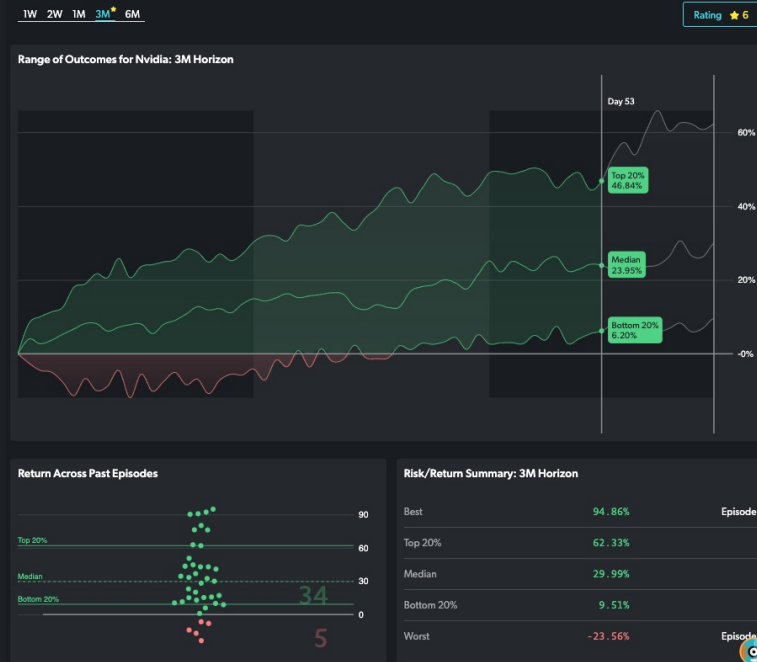 1W 2W 1M 3M 6M
Rating 6
Range of Outcomes for Nvidia: 3M Horizon
Day 53
60%
Top 20%
46.84%
40%
Median
23.95%
20%
Bottom 20%
6.20%
-0%
Return Across Past Episodes
90
Top 20%
60
Median
30
Bottom 20%
34
0
5
Risk/Return Summary: 3M Horizon
Best 94.86% Episode
Top 20% 62.33%
Median 29.99%
Bottom 20% 9.51%
Worst -23.56% Episode